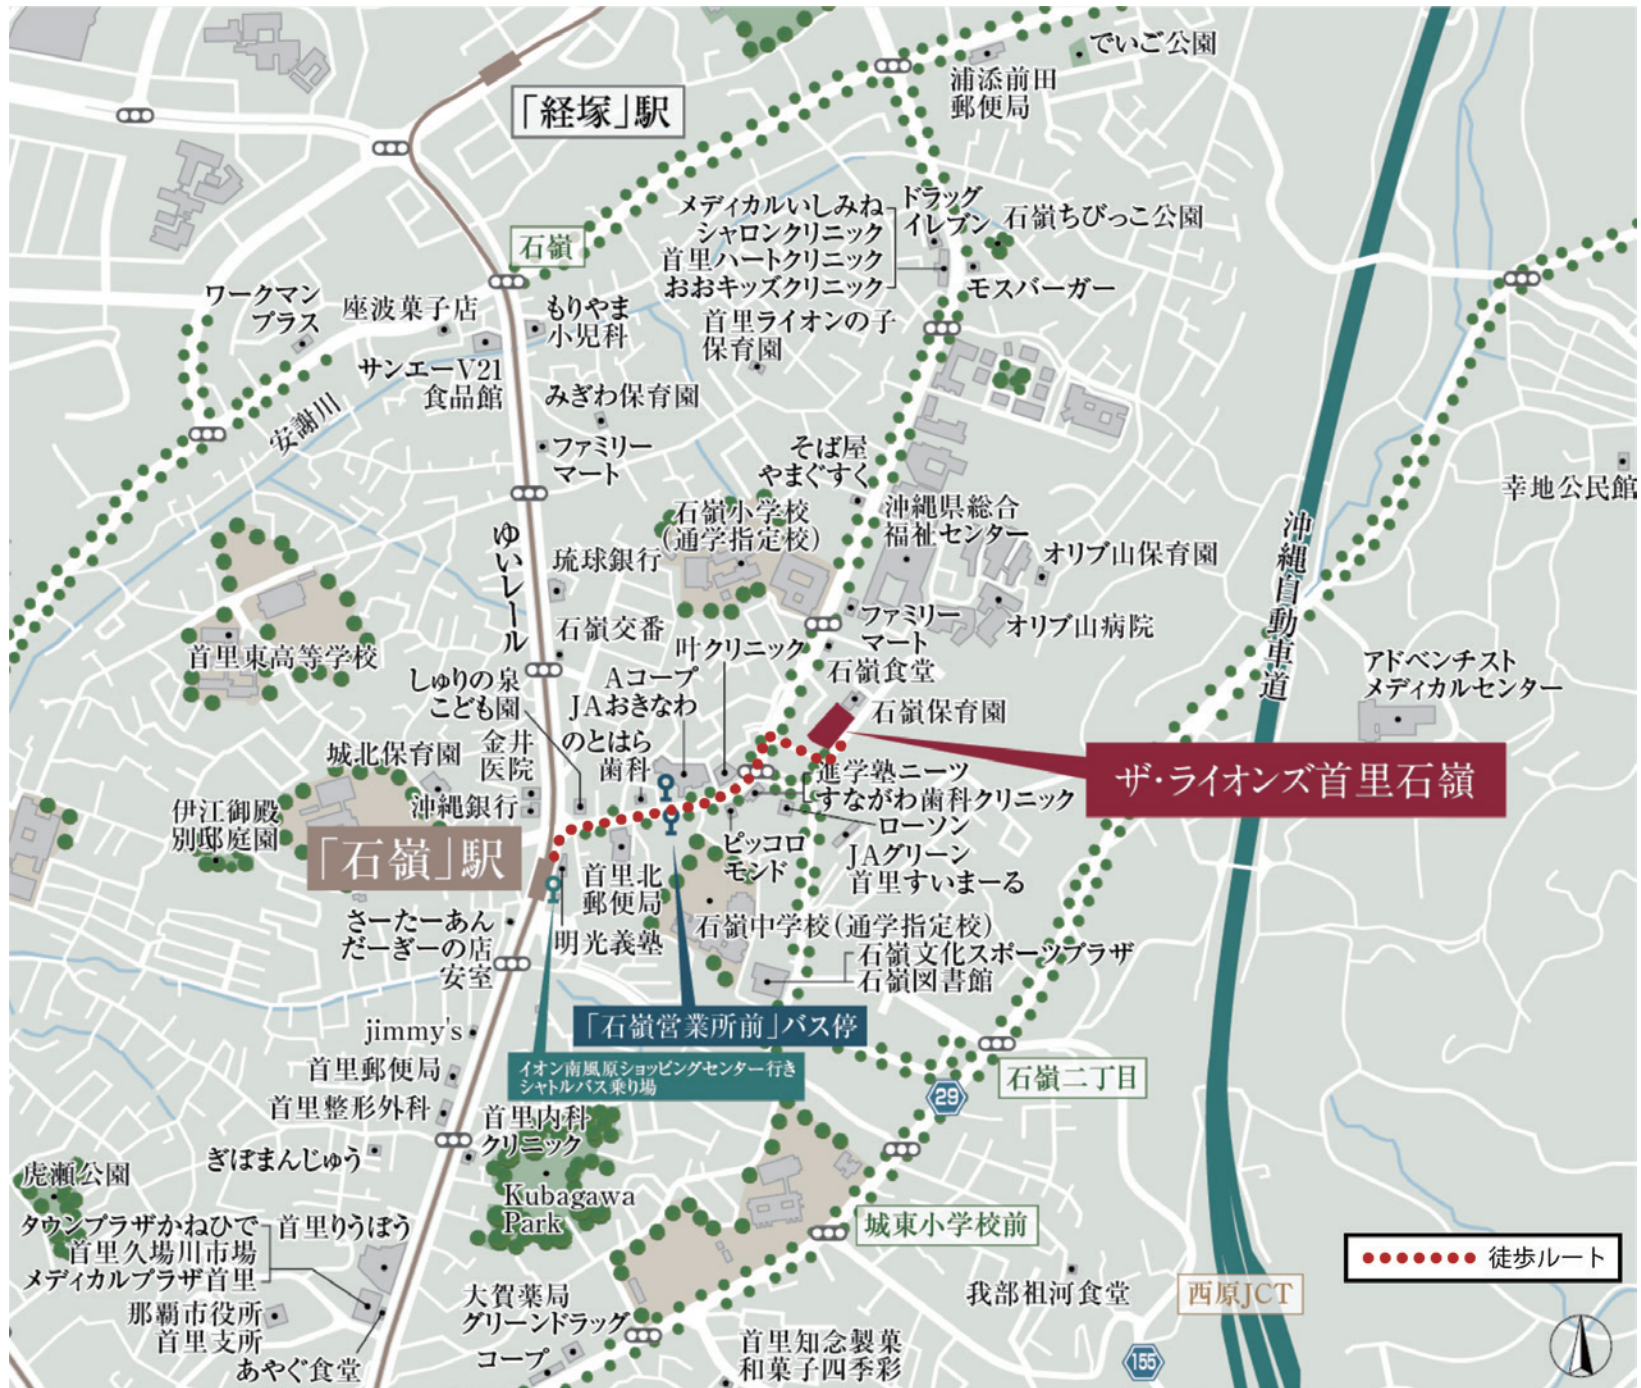 でいご公園
浦添前田
郵便局
「経塚」駅
ドラッグ
イレブン
メディカルいしみね
シャロンクリニック
首里ハートクリニック
おおキッズクリニック
石嶺ちびっこ公園
石嶺
モスバーガー
ワークマン
プラス
座波菓子店
もりやま
小児科
首里ライオンの子
保育園
サンエーV21
食品館
みぎわ保育園
安謝川
ファミリー
マート
そば屋
やまぐすく
幸地公民館
石嶺小学校
(通学指定校)
沖縄県総合
福祉センター
沖縄自動車道
ゆいレール
琉球銀行
オリブ山保育園
ファミリー
マート
オリブ山病院
石嶺交番
叶クリニック
石嶺食堂
首里東高等学校
アドベンチスト
メディカルセンター
しゅりの泉
こども園
Aコープ
JAおきなわ
石嶺保育園
のとはら
歯科
金井
医院
城北保育園
沖縄銀行
進学塾ニーツ
すながわ歯科クリニック
ザ・ライオンズ首里石嶺
伊江御殿
別邸庭園
ローソン
「石嶺」駅
ピッコロ
モンド
JAグリーン
首里すいまーる
首里北
郵便局
さーたーあん
だーぎーの店
安室
明光義塾
石嶺中学校(通学指定校)
石嶺文化スポーツプラザ
石嶺図書館
jimmy's
「石嶺営業所前」バス停
イオン南風原ショッピングセンター行き
シャトルバス乗り場
首里郵便局
石嶺二丁目
29
首里整形外科
首里内科
クリニック
ぎぼまんじゅう
虎瀬公園
Kubagawa
Park
タウンプラザかねひで
首里久場川市場
メディカルプラザ首里
首里りうぼう
城東小学校前
徒歩ルート
那覇市役所
首里支所
大賀薬局
グリーンドラッグ
我部祖河食堂
西原JCT
あやぐ食堂
コープ
首里知念製菓
和菓子四季彩
155